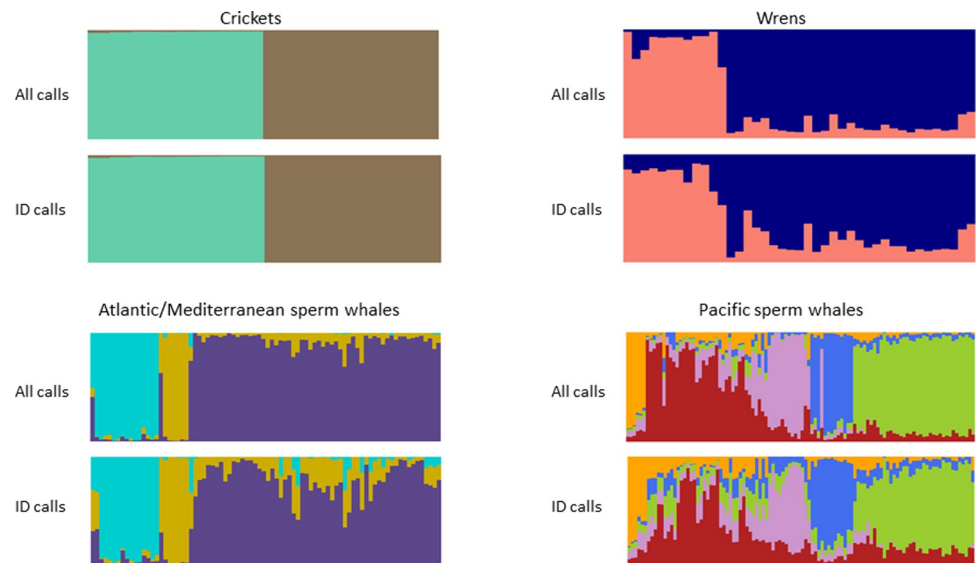 Crickets
All calls
ID calls
Wrens
All calls
ID calls
Atlantic/Mediterranean sperm whales
All calls
ID calls
Pacific sperm whales
All calls
ID calls